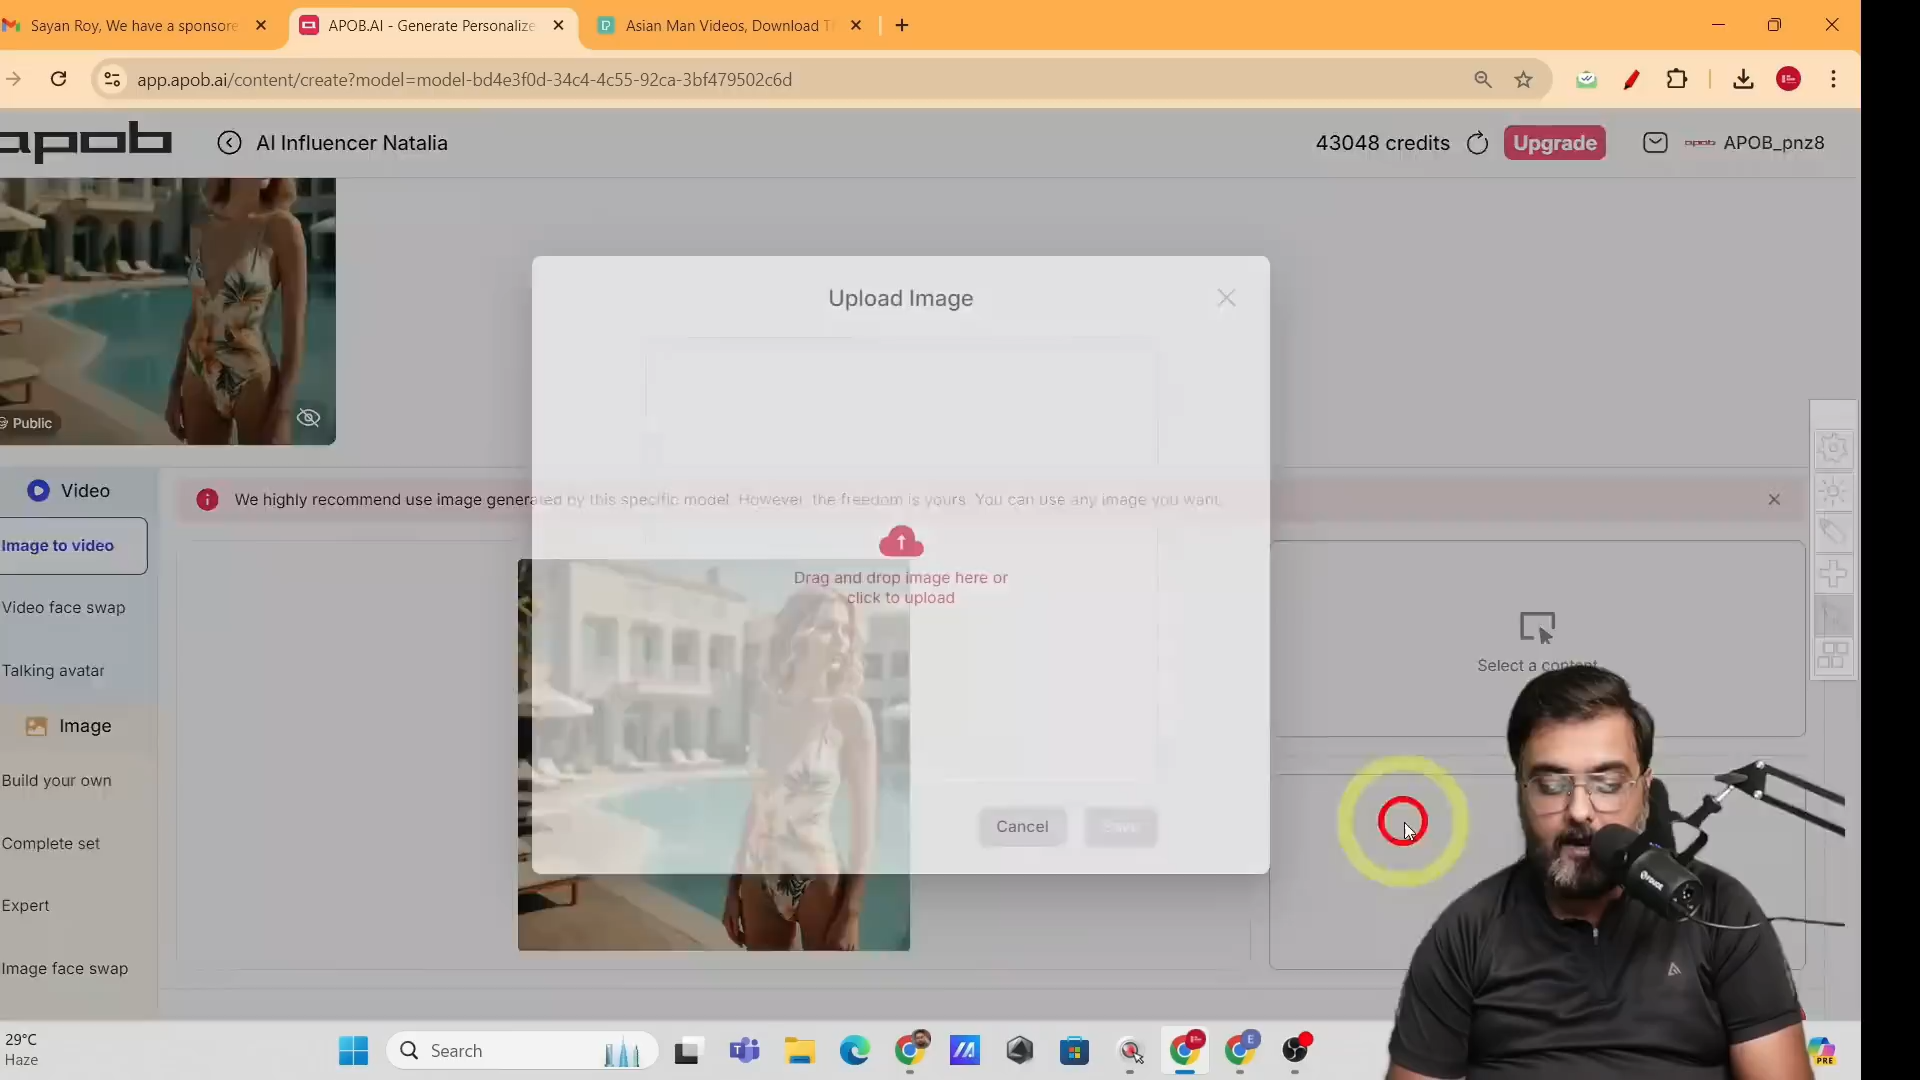 Sayan Roy, We have a sponsore
APOB.AI - Generate Personalize
Asian Man Videos, Download T
app.apob.ai/content/create?model=model-bd4e3f0d-34c4-4c55-92ca-3bf479502c6d
apob
AI Influencer Natalia
43048 credits
Upgrade
apob
APOB_pnz8
Upload Image
Public
Video
We highly recommend use image generated by this specific model. However, the freedom is yours. You can use any image you want.
Image to video
Drag and drop image here or
click to upload
Video face swap
Select a content
Talking avatar
Image
Build your own
Cancel
Save
Complete set
Expert
Image face swap
29°C
Haze
Search
PRE